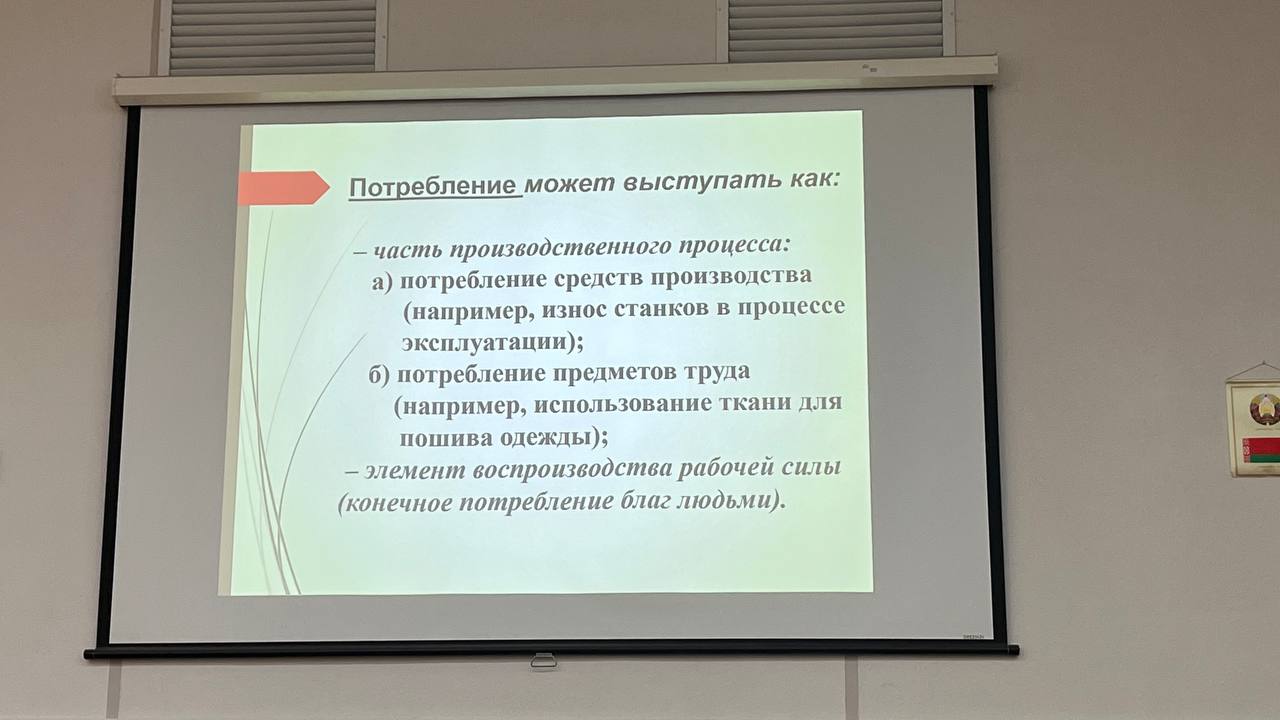 Потребление может выступать как:
– часть производственного процесса:
а) потребление средств производства
(например, износ станков в процессе
эксплуатации);
б) потребление предметов труда
(например, использование ткани для
пошива одежды);
– элемент воспроизводства рабочей силы
(конечное потребление благ людьми).